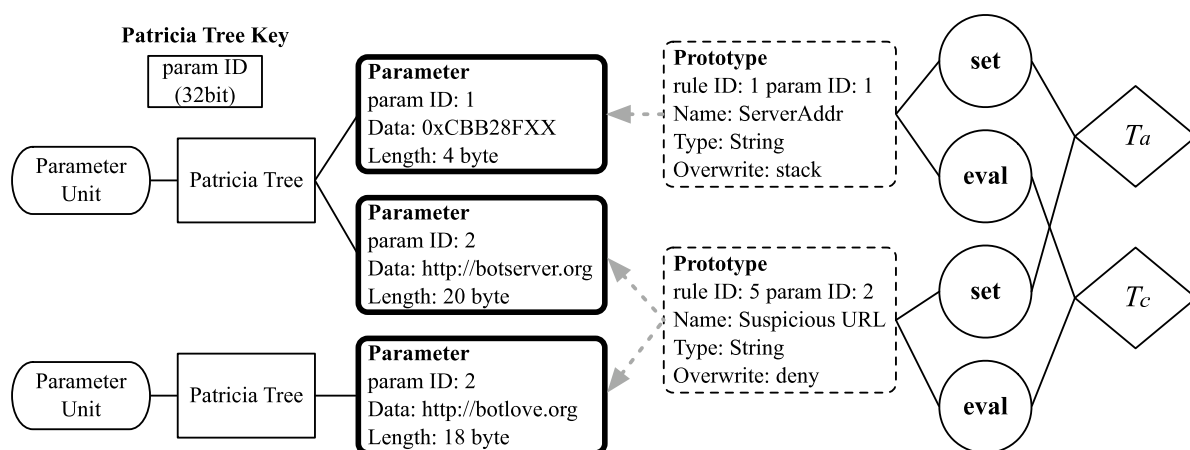 Patricia Tree Key
param ID
(32bit)
Parameter
Unit
Patricia Tree
Parameter
param ID: 1
Data: 0xCBB28FXX
Length: 4 byte
Parameter
param ID: 2
Data: http://botserver.org
Length: 20 byte
Parameter
Unit
Patricia Tree
Parameter
param ID: 2
Data: http://botlove.org
Length: 18 byte
Prototype
rule ID: 1 param ID: 1
Name: ServerAddr
Type: String
Overwrite: stack
Prototype
rule ID: 5 param ID: 2
Name: Suspicious URL
Type: String
Overwrite: deny
set
eval
set
eval
Ta
Tc